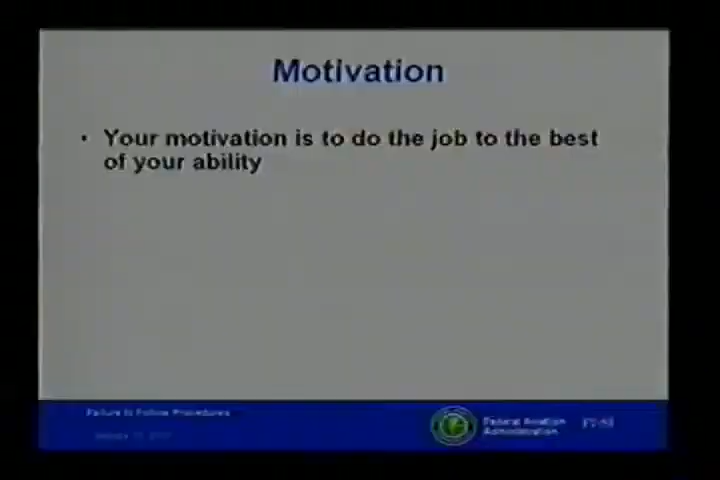 Motivation
• Your motivation is to do the job to the best
of your ability
Failure to Follow Procedures
Federal Aviation
Administration